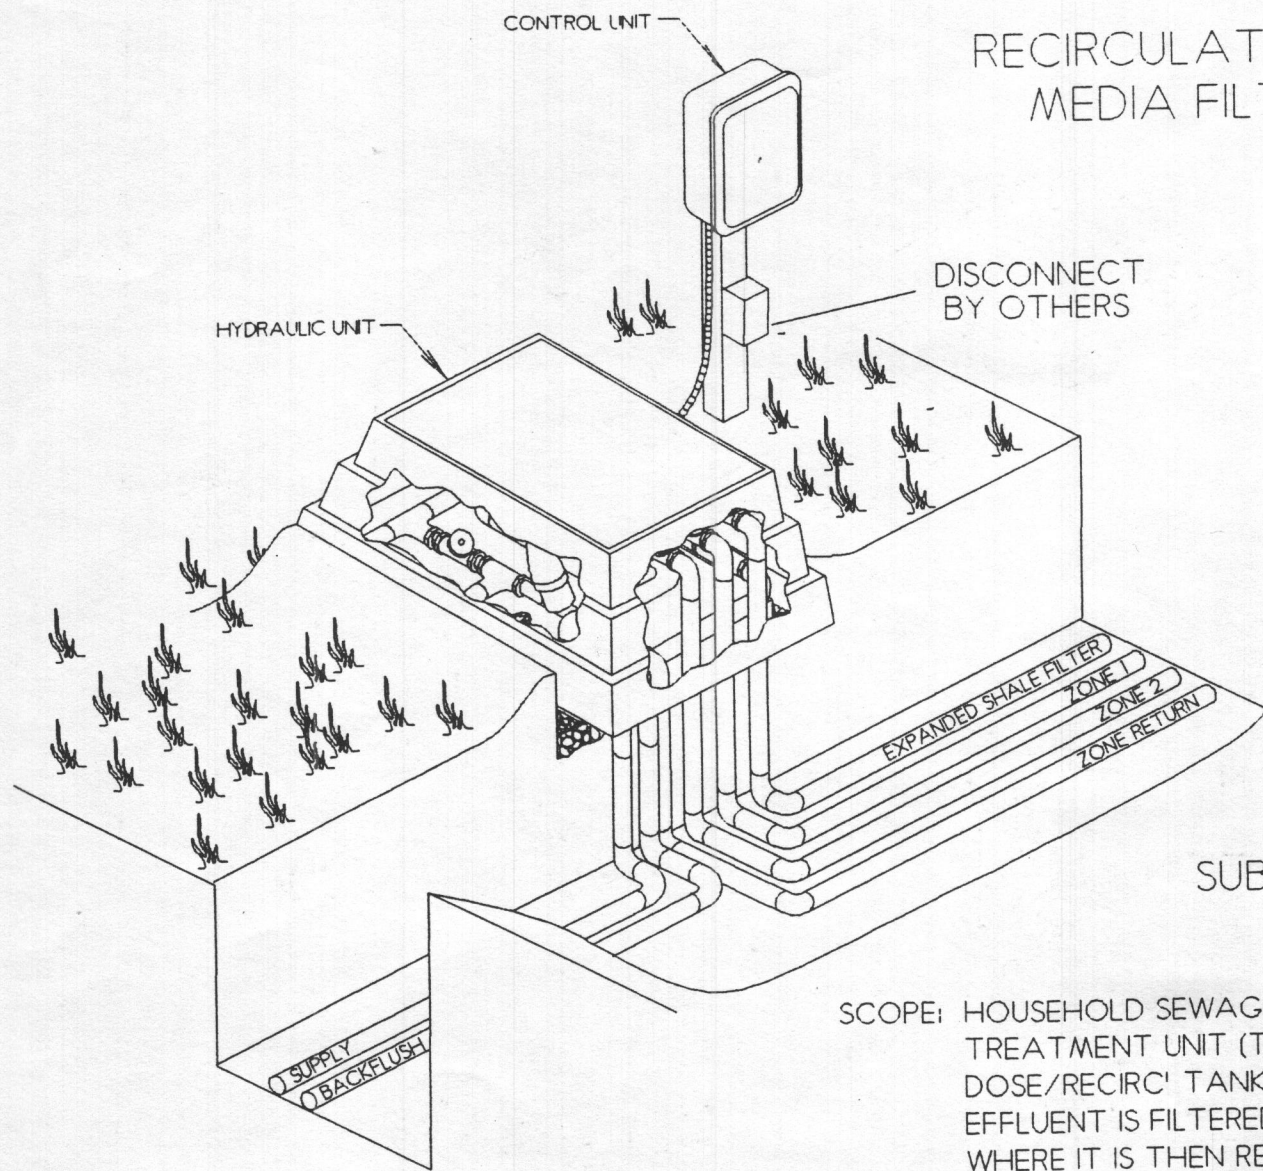 CONTROL UNIT
RECIRCULAT
MEDIA FILT
DISCONNECT
BY OTHERS
HYDRAULIC UNIT
EXPANDED SHALE FILTER
ZONE 1
ZONE 2
ZONE RETURN
SUB
SUPPLY
BACKFLUSH
SCOPE: HOUSEHOLD SEWAG
TREATMENT UNIT (T
DOSE/RECIRC' TANK
EFFLUENT IS FILTERED
WHERE IT IS THEN RE